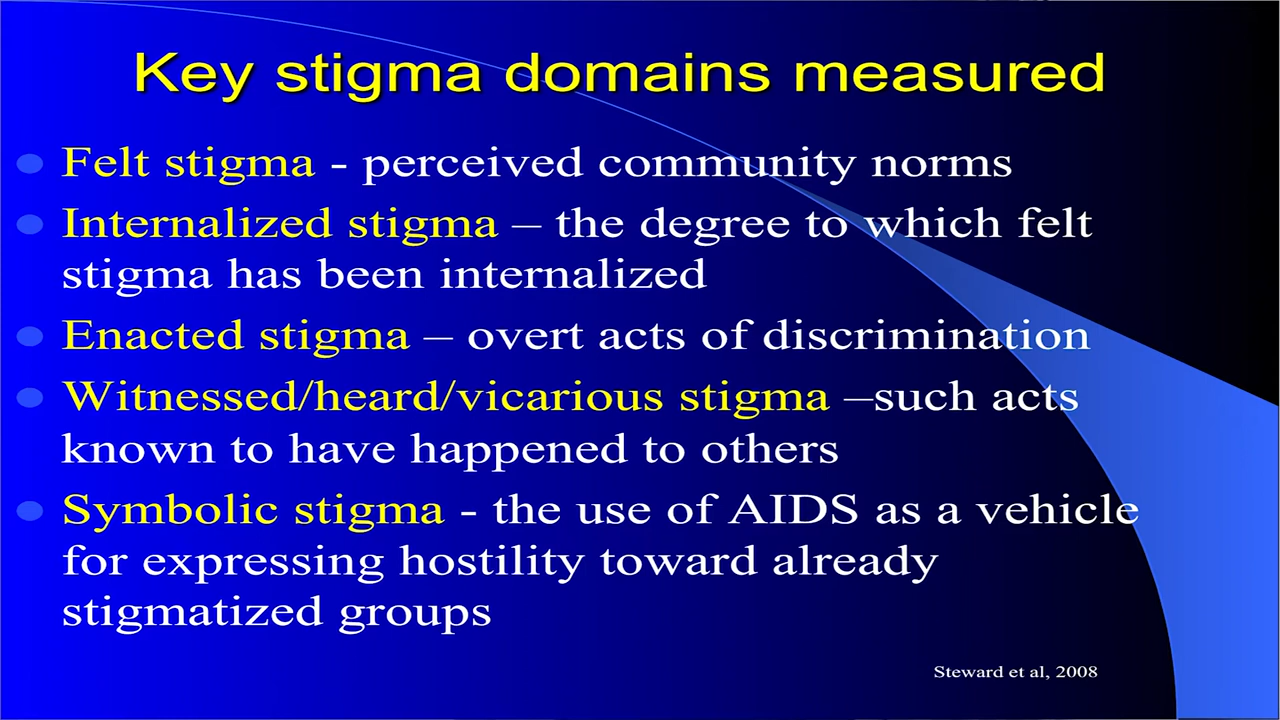 Key stigma domains measured
Felt stigma - perceived community norms
Internalized stigma – the degree to which felt
stigma has been internalized
Enacted stigma – overt acts of discrimination
Witnessed/heard/vicarious stigma –such acts
known to have happened to others
Symbolic stigma - the use of AIDS as a vehicle
for expressing hostility toward already
stigmatized groups
Steward et al, 2008